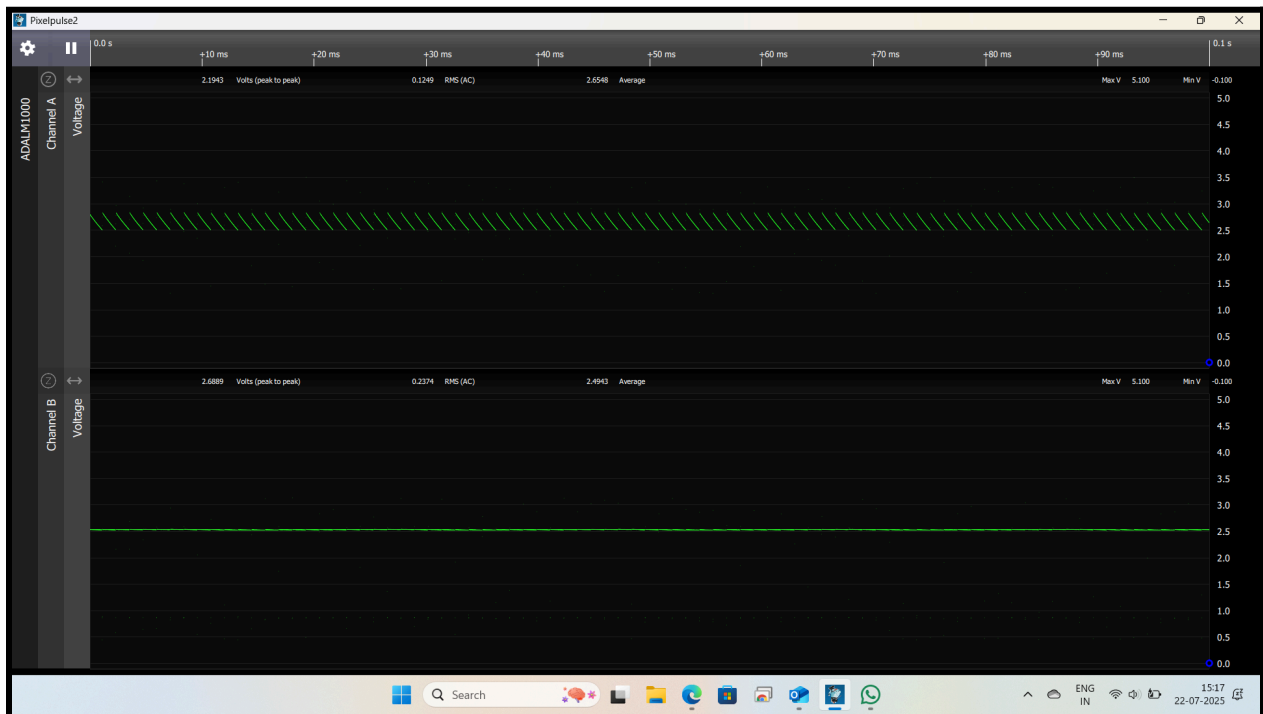 Pixelpulse2
0.0 s
+10 ms
+20 ms
+30 ms
+40 ms
+50 ms
+60 ms
+70 ms
+80 ms
+90 ms
0.1 s
ADALM1000
Channel A
Voltage
2.1943 Volts (peak to peak) 0.1249 RMS (AC) 2.6548 Average Max V 5.100 Min V -0.100
5.0
4.5
4.0
3.5
3.0
2.5
2.0
1.5
1.0
0.5
0.0
Channel B
Voltage
2.6889 Volts (peak to peak) 0.2374 RMS (AC) 2.4943 Average Max V 5.100 Min V -0.100
5.0
4.5
4.0
3.5
3.0
2.5
2.0
1.5
1.0
0.5
0.0
Search
ENG
IN
15:17
22-07-2025